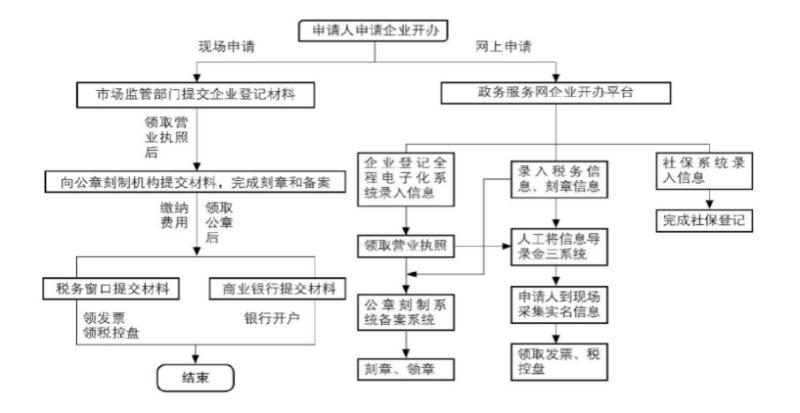 申请人申请企业开办
现场申请
网上申请
市场监管部门提交企业登记材料
政务服务网企业开办平台
领取营
业执照
后
向公章刻制机构提交材料，完成刻章和备案
缴纳
费用
领取
公章
后
税务窗口提交材料
商业银行提交材料
领发票
领税控盘
银行开户
结束
企业登记全
程电子化系
统录入信息
录入税务信
息、刻章信息
社保系统录
入信息
完成社保登记
领取营业执照
人工将信息导
录金三系统
公章刻制系
统备案系统
申请人到现场
采集实名信息
刻章、领章
领取发票、税
控盘